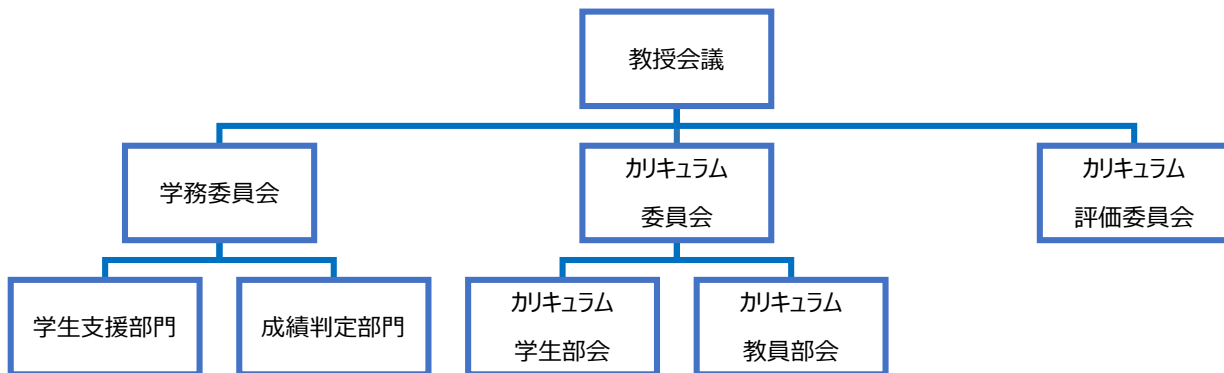 教授会議
学務委員会
カリキュラム
委員会
カリキュラム
評価委員会
学生支援部門
成績判定部門
カリキュラム
学生部会
カリキュラム
教員部会